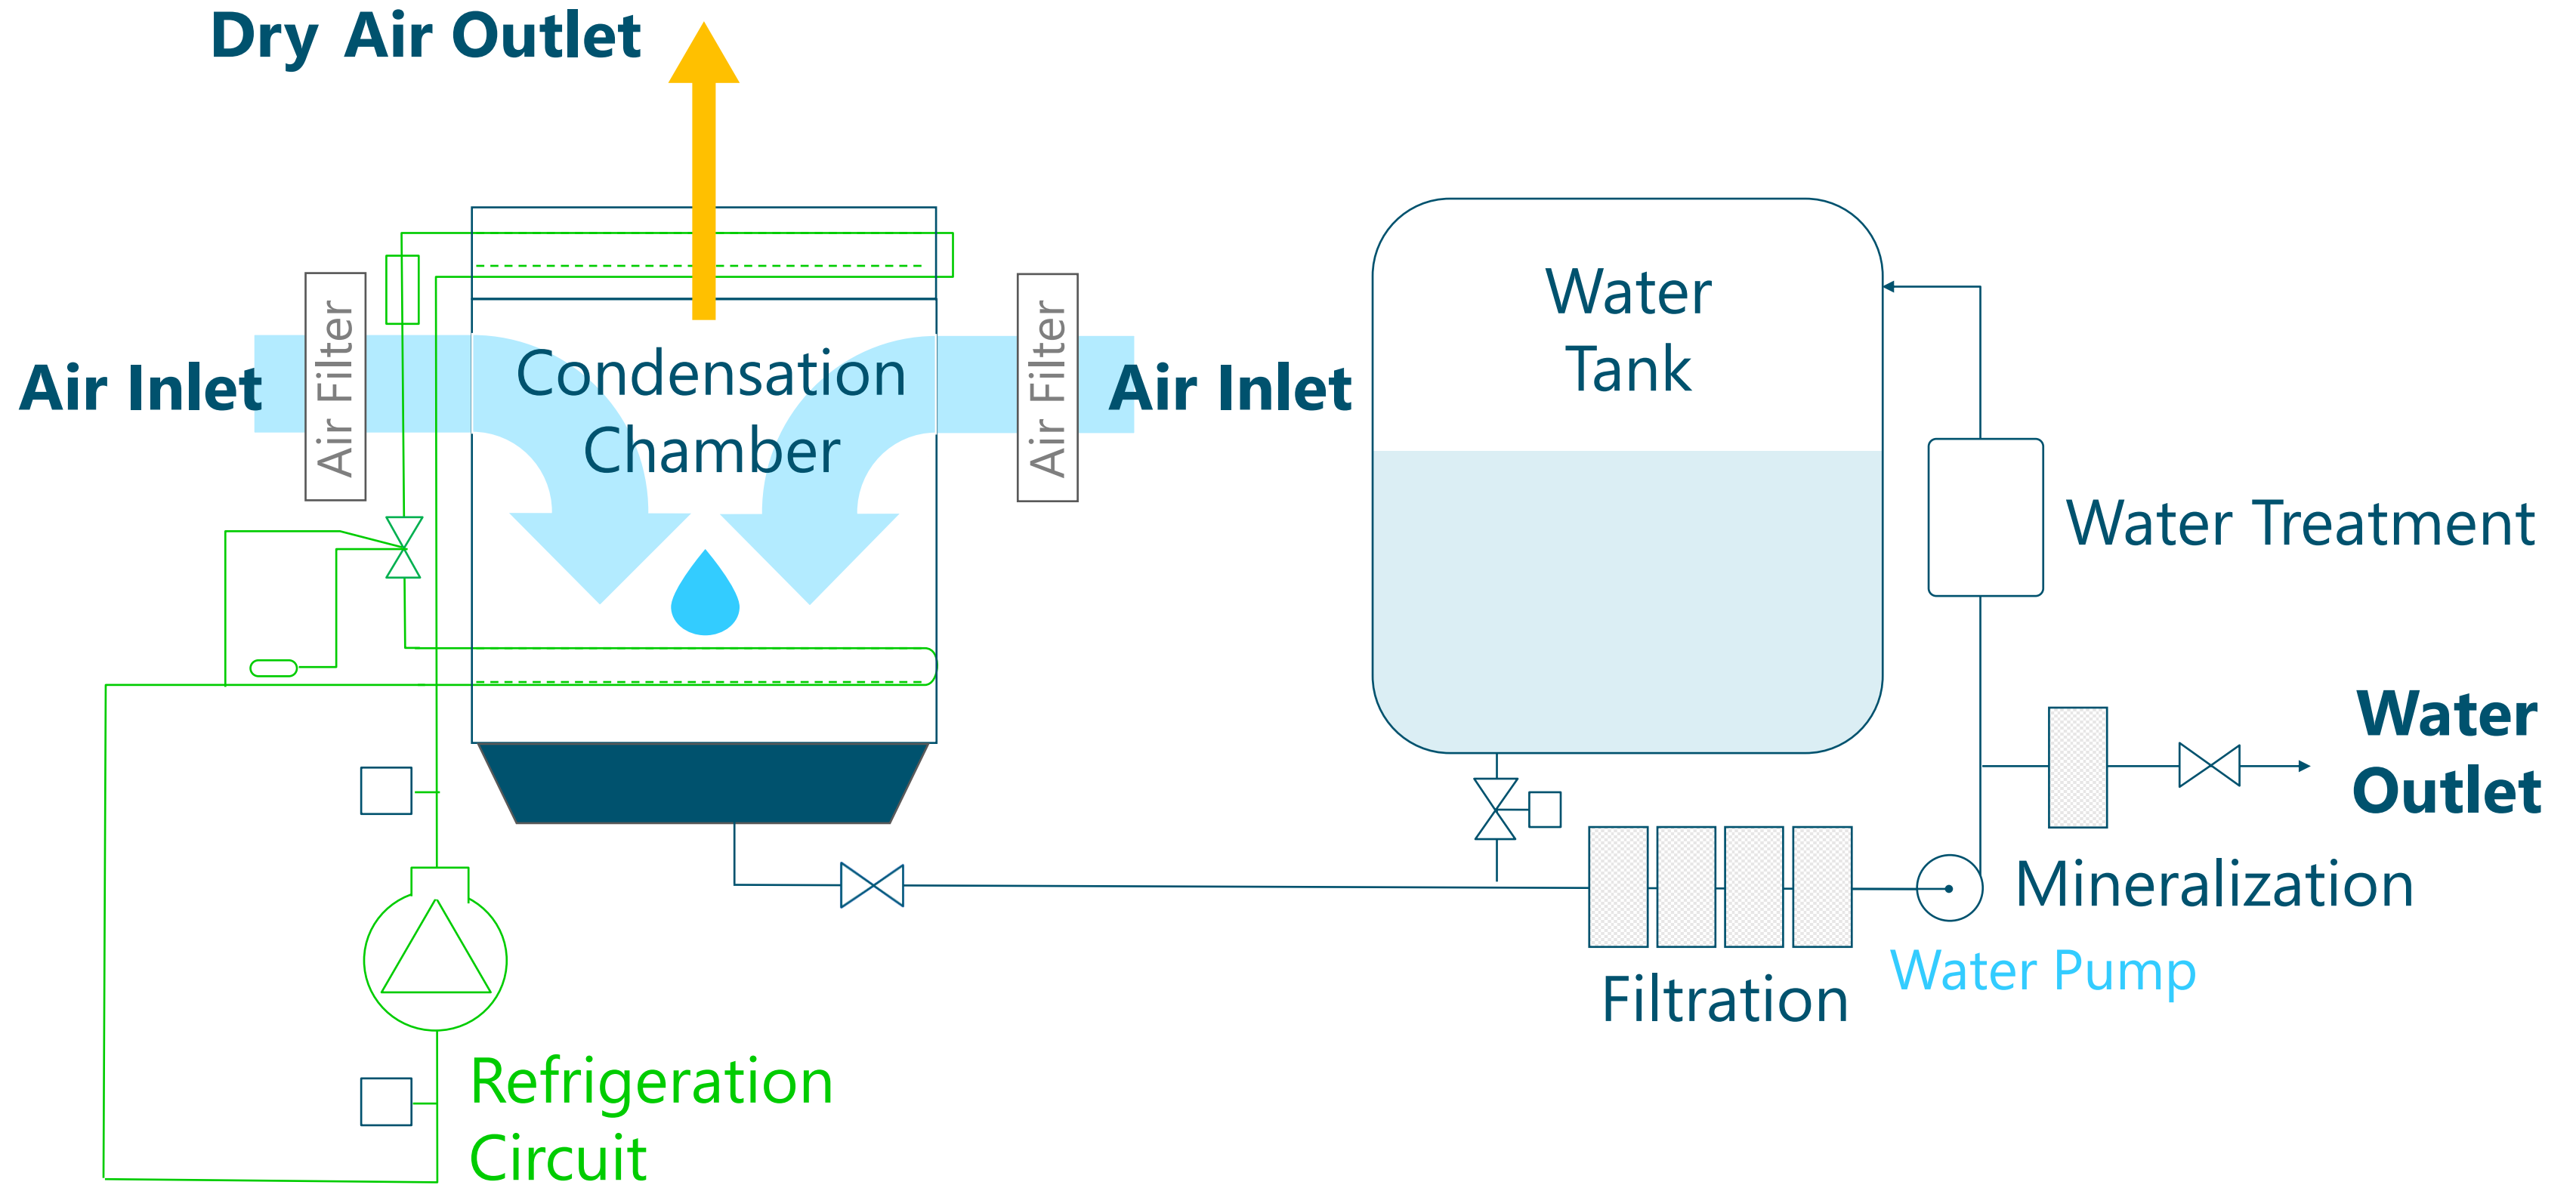 Dry Air Outlet
Air Inlet
Air Filter
Condensation
Chamber
Air Filter
Air Inlet
Water
Tank
Water Treatment
Water
Outlet
Mineralization
Water Pump
Filtration
Refrigeration
Circuit